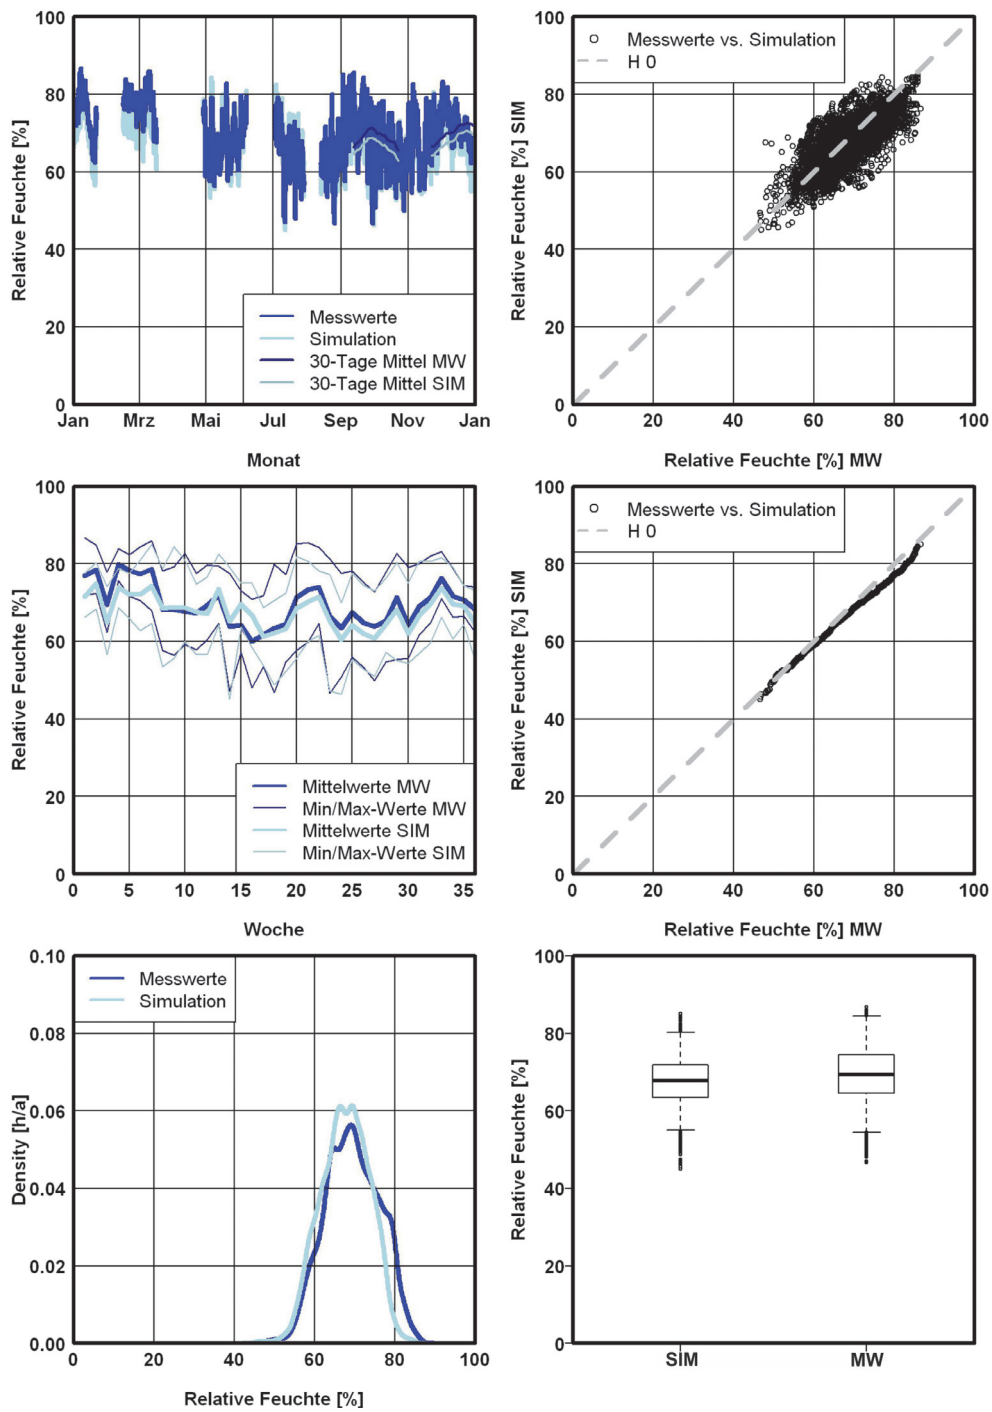 100
80
60
40
20
0
Relative Feuchte [%]
Messwerte
Simulation
30-Tage Mittel MW
30-Tage Mittel SIM
Jan Mrz Mai Jul Sep Nov Jan
Monat
100
80
60
40
20
0
Relative Feuchte [%] SIM
Messwerte vs. Simulation
H 0
0 20 40 60 80 100
Relative Feuchte [%] MW
100
80
60
40
20
0
Relative Feuchte [%]
Mittelwerte MW
Min/Max-Werte MW
Mittelwerte SIM
Min/Max-Werte SIM
0 5 10 15 20 25 30 35
Woche
100
80
60
40
20
0
Relative Feuchte [%] SIM
Messwerte vs. Simulation
H 0
0 20 40 60 80 100
Relative Feuchte [%] MW
0.10
0.08
0.06
0.04
0.02
0.00
Density [h/a]
Messwerte
Simulation
0 20 40 60 80 100
Relative Feuchte [%]
100
80
60
40
20
0
Relative Feuchte [%]
SIM MW